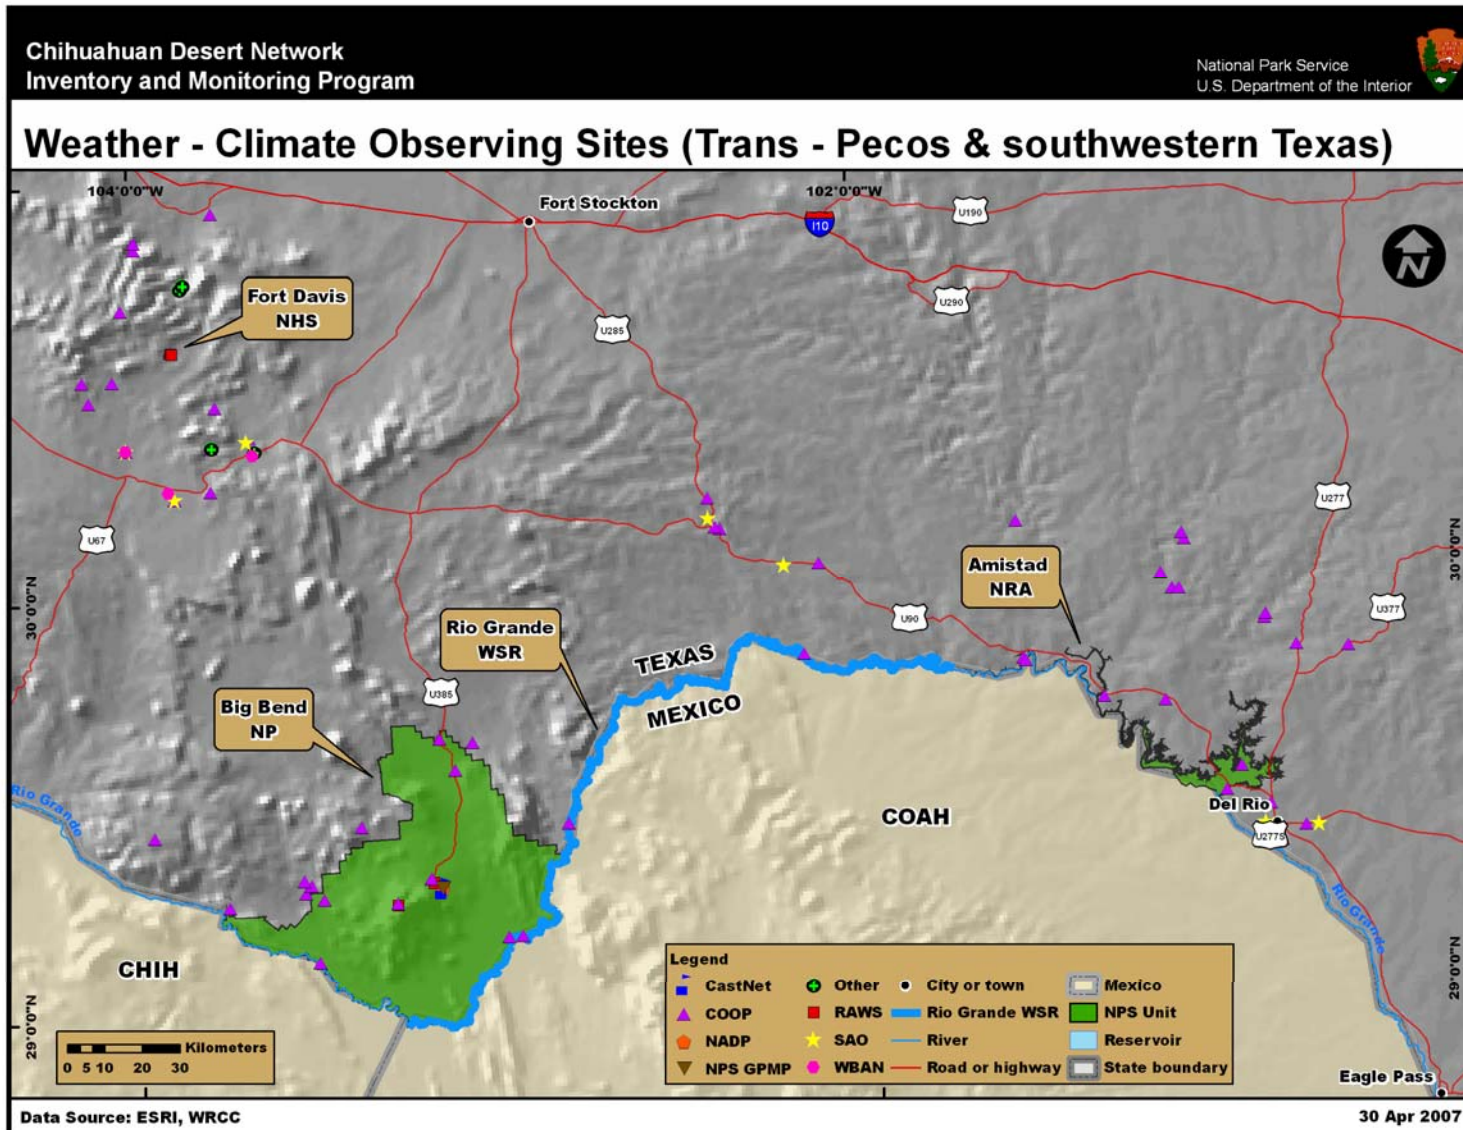 Chihuahuan Desert Network
Inventory and Monitoring Program
National Park Service
U.S. Department of the Interior
Weather - Climate Observing Sites (Trans - Pecos & southwestern Texas)
104°0'0"W
102°0'0"W
Fort Stockton
U190
I10
N
Fort Davis
NHS
U290
U285
U277
U67
30°0'0"N
30°0'0"N
Amistad
NRA
U377
U90
Rio Grande
WSR
TEXAS
MEXICO
U385
Big Bend
NP
Rio Grande
COAH
Del Rio
U277S
Rio Grande
CHIH
29°0'0"N
29°0'0"N
Legend
CastNet
COOP
NADP
NPS GPMP
Other
RAWS
SAO
WBAN
City or town
Rio Grande WSR
River
Road or highway
Mexico
NPS Unit
Reservoir
State boundary
Kilometers
0 5 10 20 30
Eagle Pass
Data Source: ESRI, WRCC
30 Apr 2007